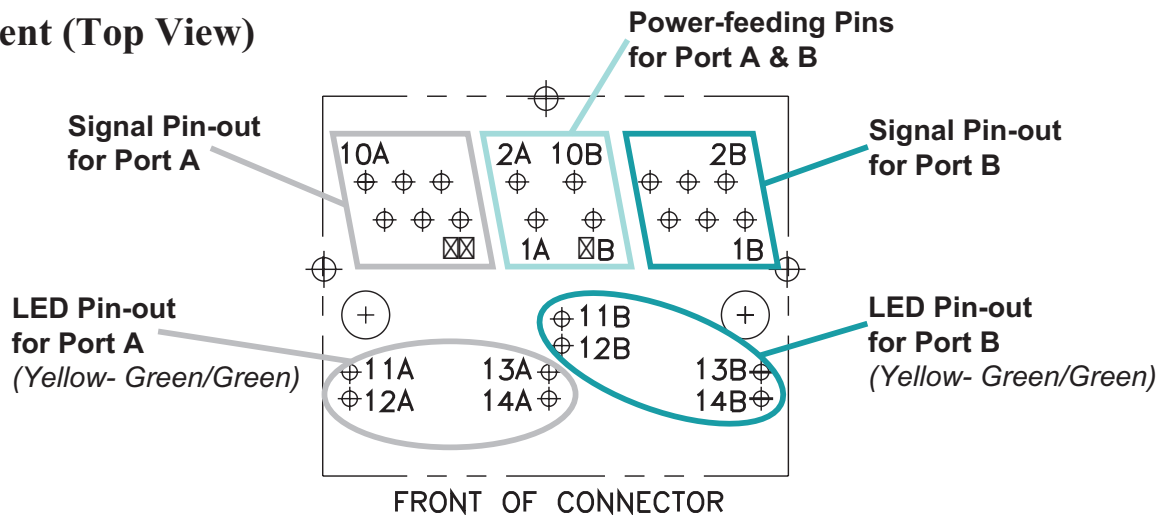 ent (Top View)
Power-feeding Pins
for Port A & B
Signal Pin-out
for Port A
Signal Pin-out
for Port B
10A
2A 10B
2B
1A
B
1B
LED Pin-out
for Port A
(Yellow- Green/Green)
LED Pin-out
for Port B
(Yellow- Green/Green)
11B
12B
11A 13A
13B
12A 14A
14B
FRONT OF CONNECTOR